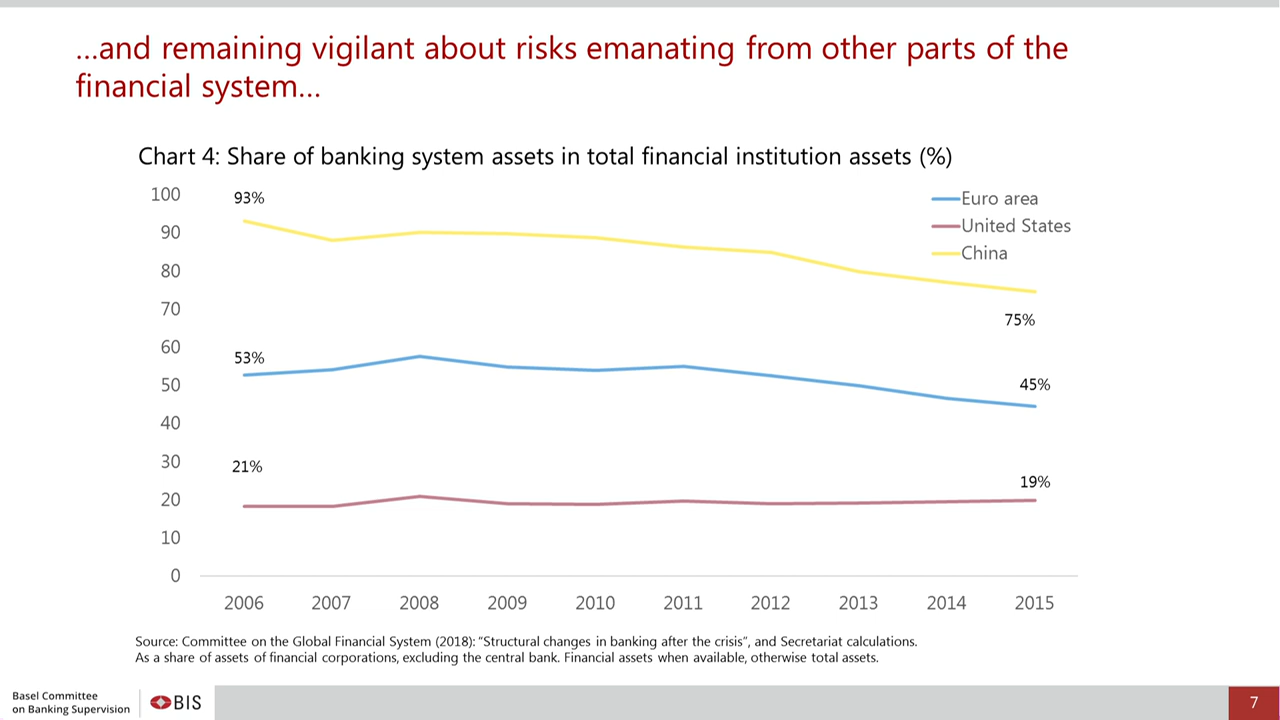 ...and remaining vigilant about risks emanating from other parts of the
financial system...
Chart 4: Share of banking system assets in total financial institution assets (%)
100
90
80
70
60
50
40
30
20
10
0
93%
53%
21%
75%
45%
19%
Euro area
United States
China
2006 2007 2008 2009 2010 2011 2012 2013 2014 2015
Source: Committee on the Global Financial System (2018): "Structural changes in banking after the crisis", and Secretariat calculations.
As a share of assets of financial corporations, excluding the central bank. Financial assets when available, otherwise total assets.
Basel Committee
on Banking Supervision
BIS
7